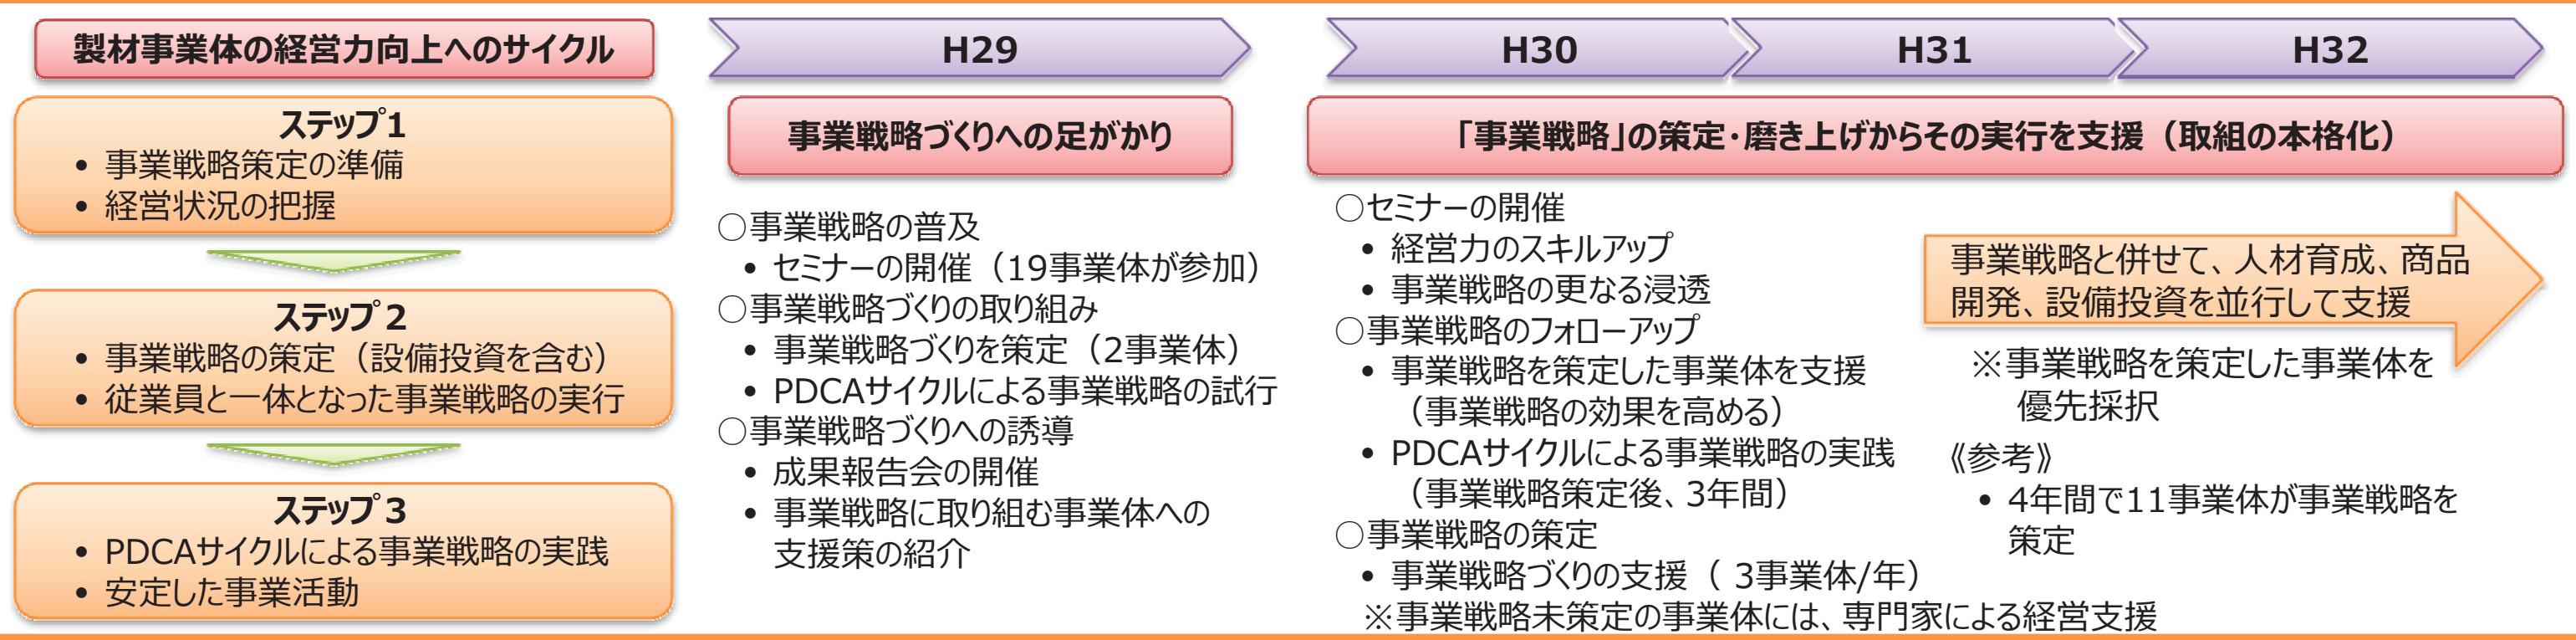 製材事業体の経営力向上へのサイクル
ステップ1
• 事業戦略策定の準備
• 経営状況の把握
ステップ2
• 事業戦略の策定（設備投資を含む）
• 従業員と一体となった事業戦略の実行
ステップ3
• PDCAサイクルによる事業戦略の実践
• 安定した事業活動
H29
事業戦略づくりへの足がかり
○事業戦略の普及
• セミナーの開催（19事業体が参加）
○事業戦略づくりの取り組み
• 事業戦略づくりを策定（2事業体）
• PDCAサイクルによる事業戦略の試行
○事業戦略づくりへの誘導
• 成果報告会の開催
• 事業戦略に取り組む事業体への
支援策の紹介
H30
H31
H32
「事業戦略」の策定・磨き上げからその実行を支援（取組の本格化）
○セミナーの開催
• 経営力のスキルアップ
• 事業戦略の更なる浸透
○事業戦略のフォローアップ
• 事業戦略を策定した事業体を支援
（事業戦略の効果を高める）
• PDCAサイクルによる事業戦略の実践
（事業戦略策定後、3年間）
○事業戦略の策定
• 事業戦略づくりの支援（ 3事業体/年）
※事業戦略未策定の事業体には、専門家による経営支援
事業戦略と併せて、人材育成、商品
開発、設備投資を並行して支援
※事業戦略を策定した事業体を
優先採択
《参考》
• 4年間で11事業体が事業戦略を
策定